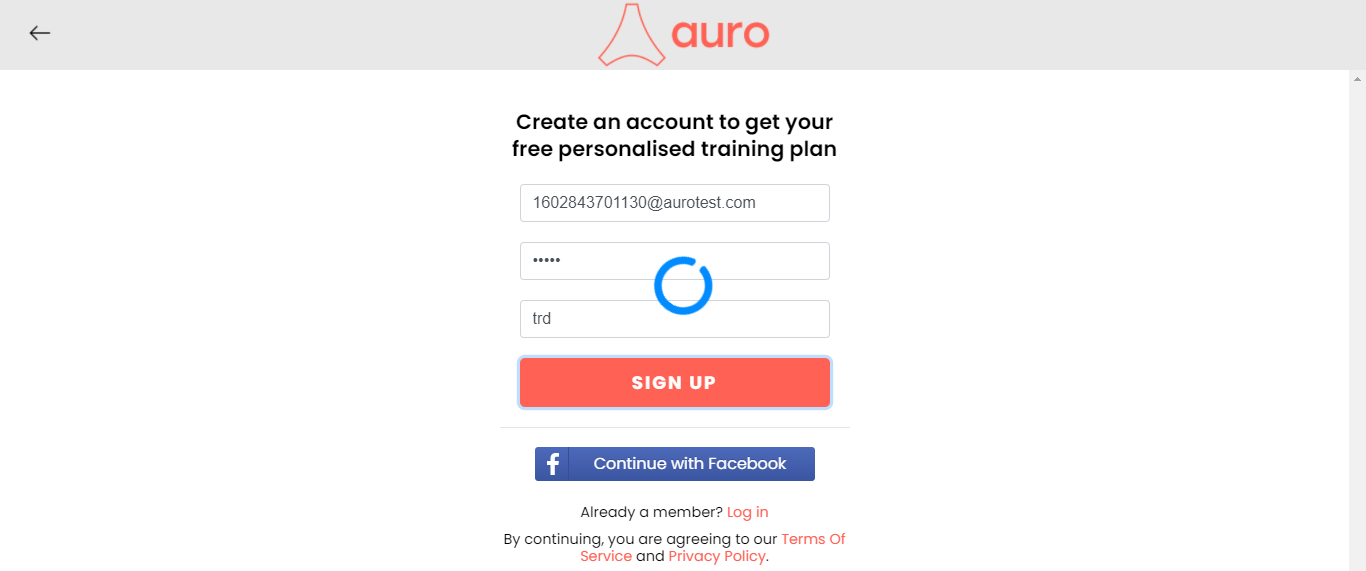 auro
Create an account to get your
free personalised training plan
1602843701130@aurotest.com
•••••
trd
SIGN UP
f Continue with Facebook
Already a member? Log in
By continuing, you are agreeing to our Terms Of
Service and Privacy Policy.